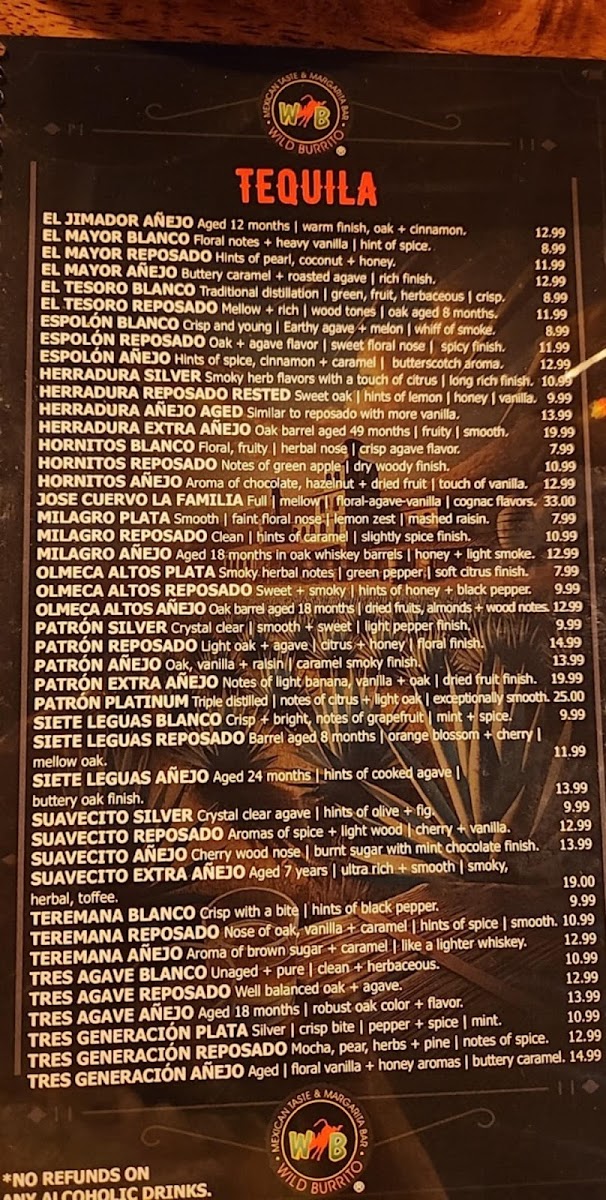 MEXICAN TASTE & MARGARITA BAR
WB
WILD BURRITO
®
TEQUILA
EL JIMADOR AÑEJO Aged 12 months | warm finish, oak + cinnamon. 12.99
EL MAYOR BLANCO Floral notes + heavy vanilla | hint of spice. 8.99
EL MAYOR REPOSADO Hints of pearl, coconut + honey. 11.99
EL MAYOR AÑEJO Buttery caramel + roasted agave | rich finish. 12.99
EL TESORO BLANCO Traditional distillation | green, fruit, herbaceous | crisp. 8.99
EL TESORO REPOSADO Mellow + rich | wood tones | oak aged 8 months. 11.99
ESPOLÓN BLANCO Crisp and young | Earthy agave + melon | whiff of smoke. 8.99
ESPOLÓN REPOSADO Oak + agave flavor | sweet floral nose | spicy finish. 11.99
ESPOLÓN AÑEJO Hints of spice, cinnamon + caramel | butterscotch aroma. 12.99
HERRADURA SILVER Smoky herb flavors with a touch of citrus | long rich finish. 10.99
HERRADURA REPOSADO RESTED Sweet oak | hints of lemon | honey | vanilla. 9.99
HERRADURA AÑEJO AGED Similar to reposado with more vanilla. 13.99
HERRADURA EXTRA AÑEJO Oak barrel aged 49 months | fruity | smooth. 19.99
HORNITOS BLANCO Floral, fruity | herbal nose | crisp agave flavor. 7.99
HORNITOS REPOSADO Notes of green apple | dry woody finish. 10.99
HORNITOS AÑEJO Aroma of chocolate, hazelnut + dried fruit | touch of vanilla. 12.99
JOSE CUERVO LA FAMILIA Full | mellow | floral-agave-vanilla | cognac flavors. 33.00
MILAGRO PLATA Smooth | faint floral nose | lemon zest | mashed raisin. 7.99
MILAGRO REPOSADO Clean | hints of caramel | slightly spice finish. 10.99
MILAGRO AÑEJO Aged 18 months in oak whiskey barrels | honey + light smoke. 12.99
OLMECA ALTOS PLATA Smoky herbal notes | green pepper | soft citrus finish. 7.99
OLMECA ALTOS REPOSADO Sweet + smoky | hints of honey + black pepper. 9.99
OLMECA ALTOS AÑEJO Oak barrel aged 18 months | dried fruits, almonds + wood notes. 12.99
PATRÓN SILVER Crystal clear | smooth + sweet | light pepper finish. 9.99
PATRÓN REPOSADO Light oak + agave | citrus + honey | floral finish. 14.99
PATRÓN AÑEJO Oak, vanilla + raisin | caramel smoky finish. 13.99
PATRÓN EXTRA AÑEJO Notes of light banana, vanilla + oak | dried fruit finish. 19.99
PATRÓN PLATINUM Triple distilled | notes of citrus + light oak | exceptionally smooth. 25.00
SIETE LEGUAS BLANCO Crisp + bright, notes of grapefruit | mint + spice. 9.99
SIETE LEGUAS REPOSADO Barrel aged 8 months | orange blossom + cherry |
mellow oak. 11.99
SIETE LEGUAS AÑEJO Aged 24 months | hints of cooked agave |
buttery oak finish. 13.99
SUAVECITO SILVER Crystal clear agave | hints of olive + fig. 9.99
SUAVECITO REPOSADO Aromas of spice + light wood | cherry + vanilla. 12.99
SUAVECITO AÑEJO Cherry wood nose | burnt sugar with mint chocolate finish. 13.99
SUAVECITO EXTRA AÑEJO Aged 7 years | ultra rich + smooth | smoky,
herbal, toffee. 19.00
TEREMANA BLANCO Crisp with a bite | hints of black pepper. 9.99
TEREMANA REPOSADO Nose of oak, vanilla + caramel | hints of spice | smooth. 10.99
TEREMANA AÑEJO Aroma of brown sugar + caramel | like a lighter whiskey. 12.99
TRES AGAVE BLANCO Unaged + pure | clean + herbaceous. 10.99
TRES AGAVE REPOSADO Well balanced oak + agave. 12.99
TRES AGAVE AÑEJO Aged 18 months | robust oak color + flavor. 13.99
TRES GENERACIÓN PLATA Silver | crisp bite | pepper + spice | mint. 10.99
TRES GENERACIÓN REPOSADO Mocha, pear, herbs + pine | notes of spice. 12.99
TRES GENERACIÓN AÑEJO Aged | floral vanilla + honey aromas | buttery caramel. 14.99
MEXICAN TASTE & MARGARITA BAR
WB
WILD BURRITO
®
*NO REFUNDS ON
ANY ALCOHOLIC DRINKS.